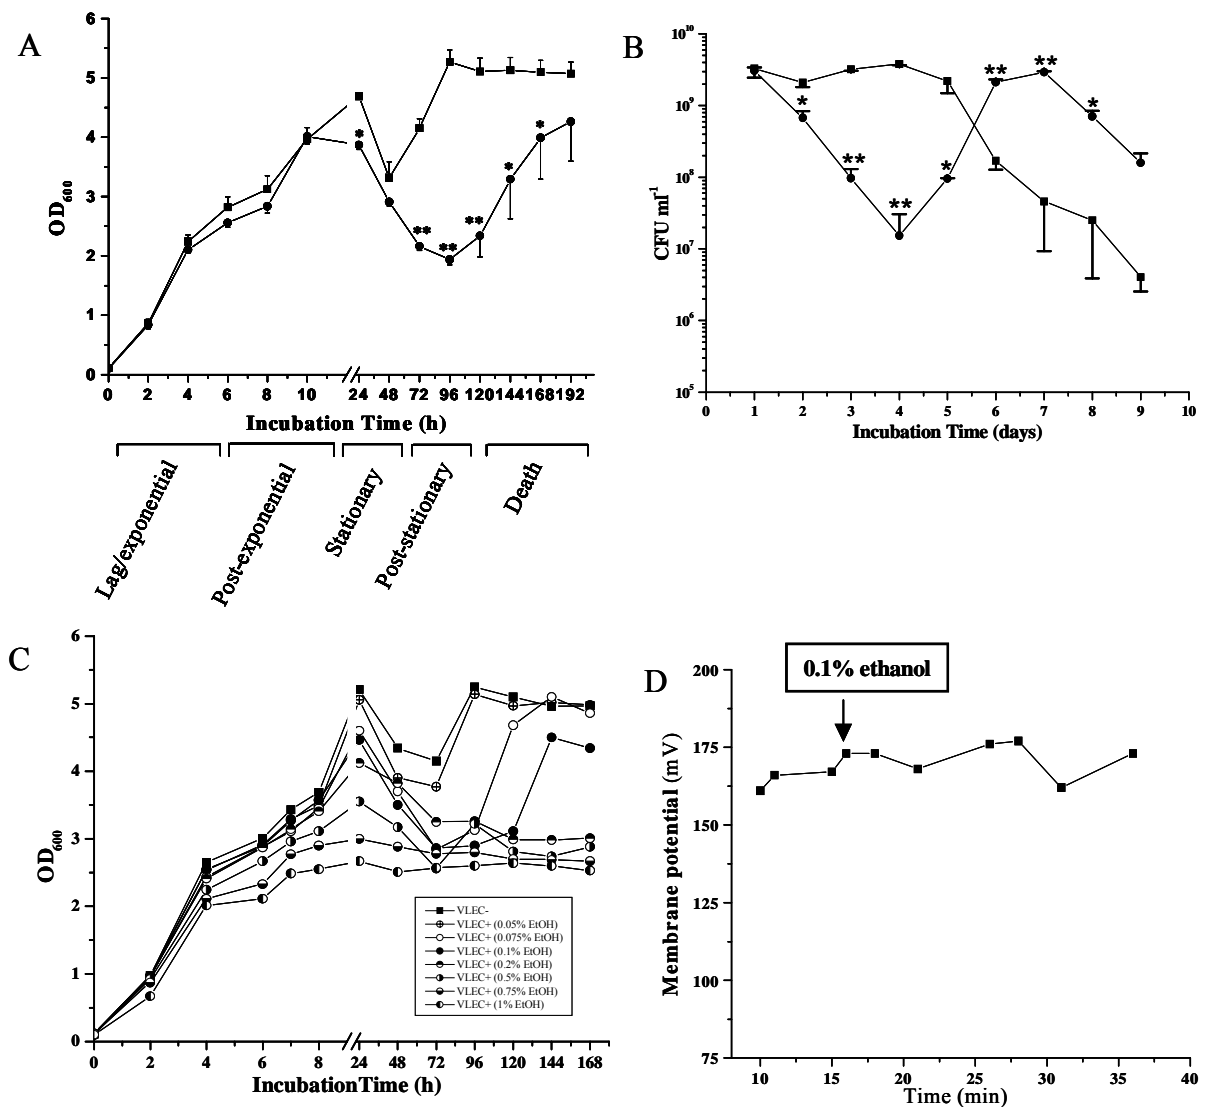 A
6
5
4
3
2
1
0
OD600
* ** ** ** * *
0 2 4 6 8 10 24 48 72 96 120 144 168 192
Incubation Time (h)
Lag/exponential
Post-exponential
Stationary
Post-stationary
Death
B
10^10
10^9
10^8
10^7
10^6
10^5
CFU ml^-1
* ** ** * ** ** *
0 1 2 3 4 5 6 7 8 9 10
Incubation Time (days)
C
6
5
4
3
2
1
0
OD600
VLEC-
VLEC+ (0.05% EtOH)
VLEC+ (0.075% EtOH)
VLEC+ (0.1% EtOH)
VLEC+ (0.2% EtOH)
VLEC+ (0.5% EtOH)
VLEC+ (0.75% EtOH)
VLEC+ (1% EtOH)
0 2 4 6 8 24 48 72 96 120 144 168
IncubationTime (h)
D
0.1% ethanol
200
175
150
125
100
75
Membrane potential (mV)
10 15 20 25 30 35 40
Time (min)